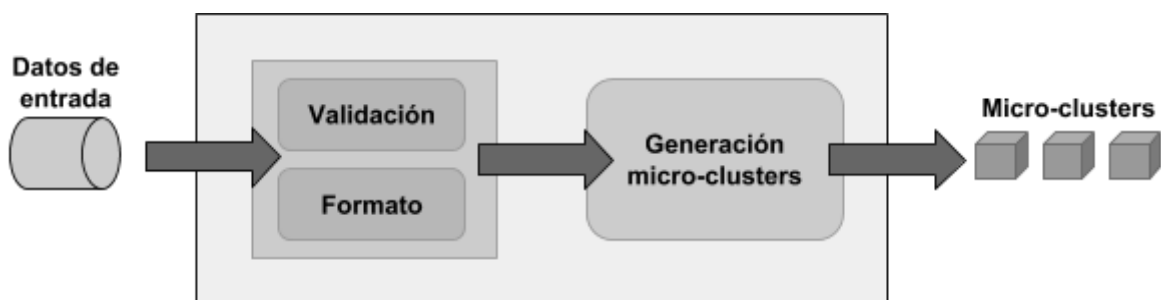 Datos de
entrada
Validación
Formato
Generación
micro-clusters
Micro-clusters